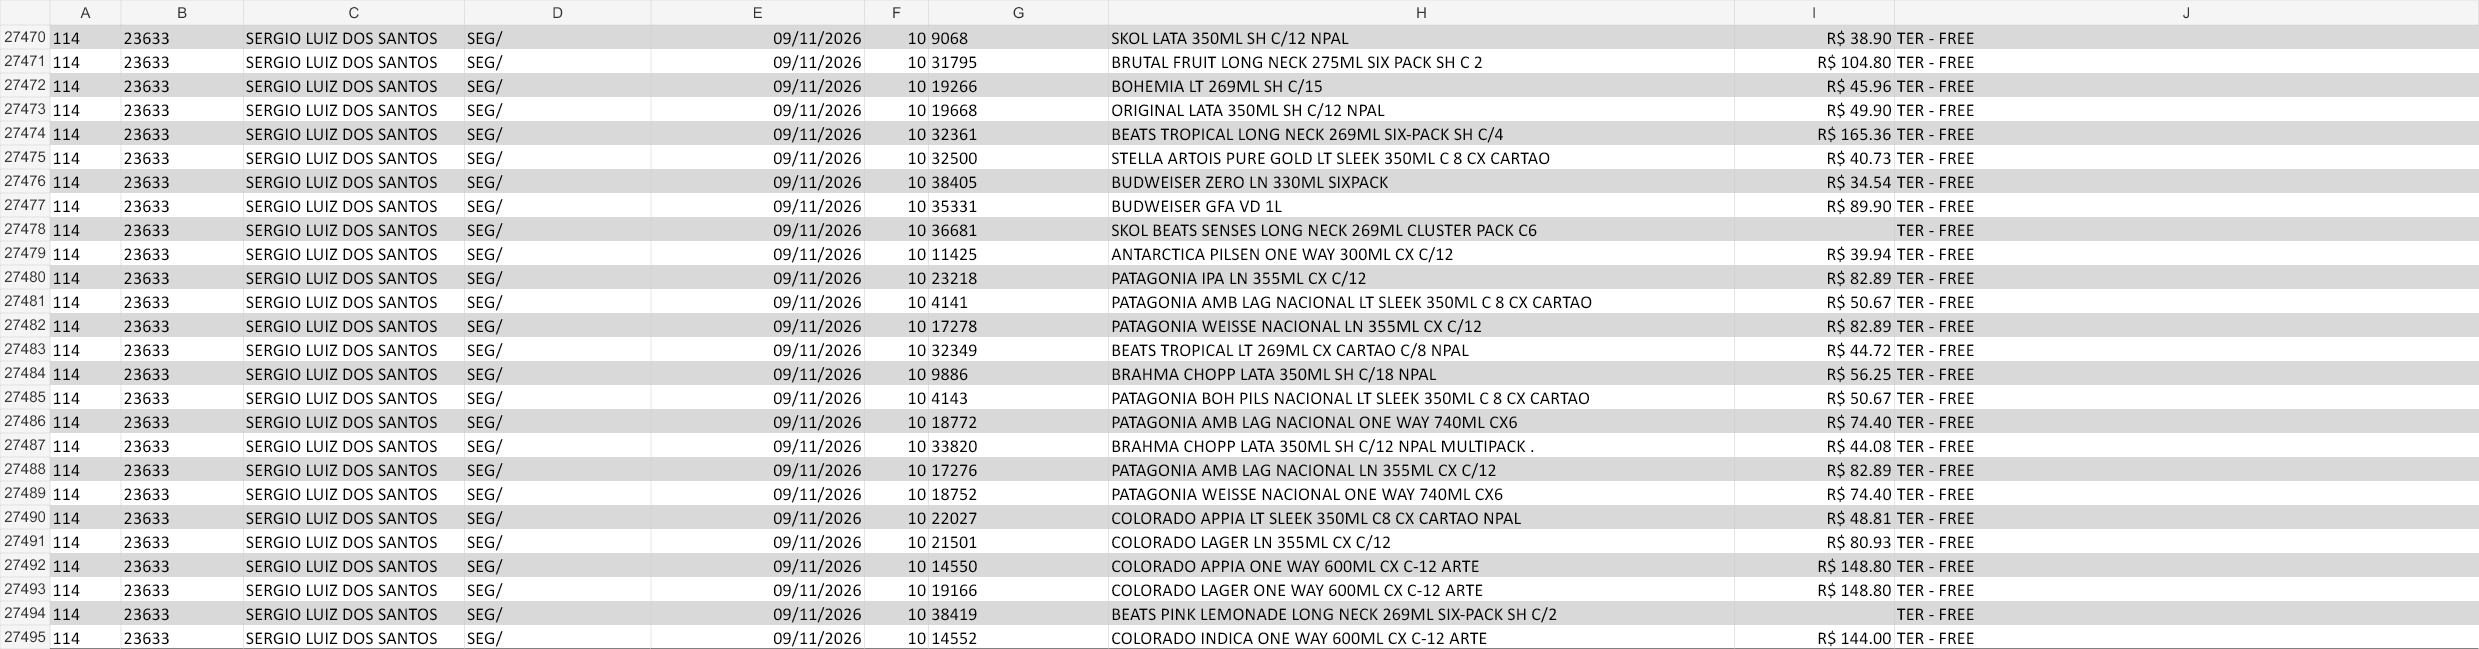 A B C D E F G H I J
27470 114 23633 SERGIO LUIZ DOS SANTOS SEG/ 09/11/2026 10 9068 SKOL LATA 350ML SH C/12 NPAL R$ 38.90 TER - FREE
27471 114 23633 SERGIO LUIZ DOS SANTOS SEG/ 09/11/2026 10 31795 BRUTAL FRUIT LONG NECK 275ML SIX PACK SH C 2 R$ 104.80 TER - FREE
27472 114 23633 SERGIO LUIZ DOS SANTOS SEG/ 09/11/2026 10 19266 BOHEMIA LT 269ML SH C/15 R$ 45.96 TER - FREE
27473 114 23633 SERGIO LUIZ DOS SANTOS SEG/ 09/11/2026 10 19668 ORIGINAL LATA 350ML SH C/12 NPAL R$ 49.90 TER - FREE
27474 114 23633 SERGIO LUIZ DOS SANTOS SEG/ 09/11/2026 10 32361 BEATS TROPICAL LONG NECK 269ML SIX-PACK SH C/4 R$ 165.36 TER - FREE
27475 114 23633 SERGIO LUIZ DOS SANTOS SEG/ 09/11/2026 10 32500 STELLA ARTOIS PURE GOLD LT SLEEK 350ML C 8 CX CARTAO R$ 40.73 TER - FREE
27476 114 23633 SERGIO LUIZ DOS SANTOS SEG/ 09/11/2026 10 38405 BUDWEISER ZERO LN 330ML SIXPACK R$ 34.54 TER - FREE
27477 114 23633 SERGIO LUIZ DOS SANTOS SEG/ 09/11/2026 10 35331 BUDWEISER GFA VD 1L R$ 89.90 TER - FREE
27478 114 23633 SERGIO LUIZ DOS SANTOS SEG/ 09/11/2026 10 36681 SKOL BEATS SENSES LONG NECK 269ML CLUSTER PACK C6 TER - FREE
27479 114 23633 SERGIO LUIZ DOS SANTOS SEG/ 09/11/2026 10 11425 ANTARCTICA PILSEN ONE WAY 300ML CX C/12 R$ 39.94 TER - FREE
27480 114 23633 SERGIO LUIZ DOS SANTOS SEG/ 09/11/2026 10 23218 PATAGONIA IPA LN 355ML CX C/12 R$ 82.89 TER - FREE
27481 114 23633 SERGIO LUIZ DOS SANTOS SEG/ 09/11/2026 10 4141 PATAGONIA AMB LAG NACIONAL LT SLEEK 350ML C 8 CX CARTAO R$ 50.67 TER - FREE
27482 114 23633 SERGIO LUIZ DOS SANTOS SEG/ 09/11/2026 10 17278 PATAGONIA WEISSE NACIONAL LN 355ML CX C/12 R$ 82.89 TER - FREE
27483 114 23633 SERGIO LUIZ DOS SANTOS SEG/ 09/11/2026 10 32349 BEATS TROPICAL LT 269ML CX CARTAO C/8 NPAL R$ 44.72 TER - FREE
27484 114 23633 SERGIO LUIZ DOS SANTOS SEG/ 09/11/2026 10 9886 BRAHMA CHOPP LATA 350ML SH C/18 NPAL R$ 56.25 TER - FREE
27485 114 23633 SERGIO LUIZ DOS SANTOS SEG/ 09/11/2026 10 4143 PATAGONIA BOH PILS NACIONAL LT SLEEK 350ML C 8 CX CARTAO R$ 50.67 TER - FREE
27486 114 23633 SERGIO LUIZ DOS SANTOS SEG/ 09/11/2026 10 18772 PATAGONIA AMB LAG NACIONAL ONE WAY 740ML CX6 R$ 74.40 TER - FREE
27487 114 23633 SERGIO LUIZ DOS SANTOS SEG/ 09/11/2026 10 33820 BRAHMA CHOPP LATA 350ML SH C/12 NPAL MULTIPACK . R$ 44.08 TER - FREE
27488 114 23633 SERGIO LUIZ DOS SANTOS SEG/ 09/11/2026 10 17276 PATAGONIA AMB LAG NACIONAL LN 355ML CX C/12 R$ 82.89 TER - FREE
27489 114 23633 SERGIO LUIZ DOS SANTOS SEG/ 09/11/2026 10 18752 PATAGONIA WEISSE NACIONAL ONE WAY 740ML CX6 R$ 74.40 TER - FREE
27490 114 23633 SERGIO LUIZ DOS SANTOS SEG/ 09/11/2026 10 22027 COLORADO APPIA LT SLEEK 350ML C8 CX CARTAO NPAL R$ 48.81 TER - FREE
27491 114 23633 SERGIO LUIZ DOS SANTOS SEG/ 09/11/2026 10 21501 COLORADO LAGER LN 355ML CX C/12 R$ 80.93 TER - FREE
27492 114 23633 SERGIO LUIZ DOS SANTOS SEG/ 09/11/2026 10 14550 COLORADO APPIA ONE WAY 600ML CX C-12 ARTE R$ 148.80 TER - FREE
27493 114 23633 SERGIO LUIZ DOS SANTOS SEG/ 09/11/2026 10 19166 COLORADO LAGER ONE WAY 600ML CX C-12 ARTE R$ 148.80 TER - FREE
27494 114 23633 SERGIO LUIZ DOS SANTOS SEG/ 09/11/2026 10 38419 BEATS PINK LEMONADE LONG NECK 269ML SIX-PACK SH C/2 TER - FREE
27495 114 23633 SERGIO LUIZ DOS SANTOS SEG/ 09/11/2026 10 14552 COLORADO INDICA ONE WAY 600ML CX C-12 ARTE R$ 144.00 TER - FREE